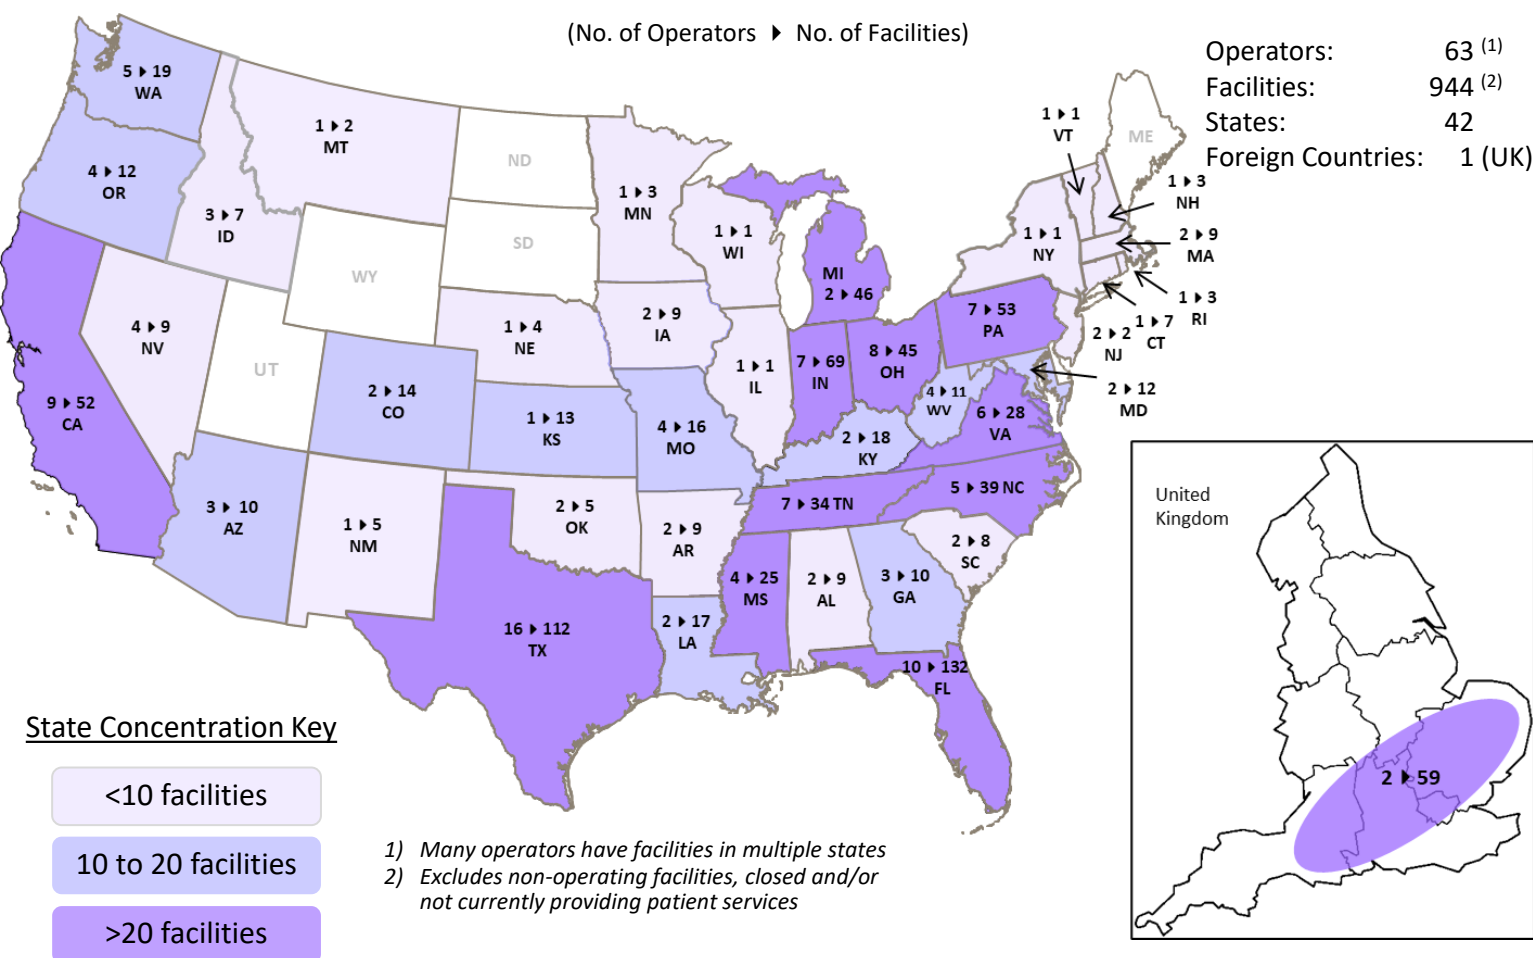 (No. of Operators ▶ No. of Facilities)
Operators: 63 (1)
Facilities: 944 (2)
States: 42
Foreign Countries: 1 (UK)
5 ▶ 19
WA
4 ▶ 12
OR
3 ▶ 7
ID
1 ▶ 2
MT
ND
SD
WY
UT
ME
1 ▶ 3
MN
1 ▶ 1
WI
MI
2 ▶ 46
1 ▶ 1
NY
1 ▶ 1
VT
1 ▶ 3
NH
2 ▶ 9
MA
1 ▶ 3
RI
1 ▶ 7
CT
2 ▶ 2
NJ
2 ▶ 12
MD
9 ▶ 52
CA
4 ▶ 9
NV
2 ▶ 14
CO
1 ▶ 4
NE
1 ▶ 13
KS
2 ▶ 9
IA
4 ▶ 16
MO
1 ▶ 1
IL
7 ▶ 69
IN
8 ▶ 45
OH
7 ▶ 53
PA
4 ▶ 11
WV
6 ▶ 28
VA
2 ▶ 18
KY
7 ▶ 34 TN
5 ▶ 39 NC
2 ▶ 8
SC
3 ▶ 10
GA
2 ▶ 9
AL
4 ▶ 25
MS
2 ▶ 17
LA
2 ▶ 9
AR
2 ▶ 5
OK
16 ▶ 112
TX
1 ▶ 5
NM
3 ▶ 10
AZ
10 ▶ 132
FL
United
Kingdom
2 ▶ 59
State Concentration Key
<10 facilities
10 to 20 facilities
>20 facilities
1) Many operators have facilities in multiple states
2) Excludes non-operating facilities, closed and/or
not currently providing patient services